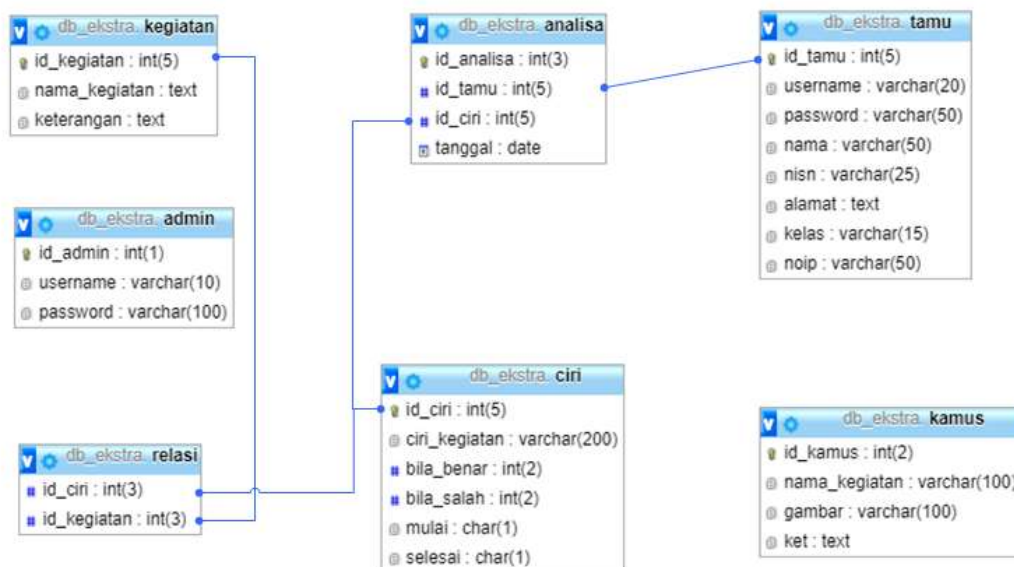 db_ekstra. kegiatan
id_kegiatan : int(5)
nama_kegiatan : text
keterangan : text
db_ekstra. analisa
id_analisa : int(3)
id_tamu : int(5)
id_ciri : int(5)
tanggal : date
db_ekstra. tamu
id_tamu : int(5)
username : varchar(20)
password : varchar(50)
nama : varchar(50)
nisn : varchar(25)
alamat : text
kelas : varchar(15)
noip : varchar(50)
db_ekstra. admin
id_admin : int(1)
username : varchar(10)
password : varchar(100)
db_ekstra. relasi
id_ciri : int(3)
id_kegiatan : int(3)
db_ekstra. ciri
id_ciri : int(5)
ciri_kegiatan : varchar(200)
bila_benar : int(2)
bila_salah : int(2)
mulai : char(1)
selesai : char(1)
db_ekstra. kamus
id_kamus : int(2)
nama_kegiatan : varchar(100)
gambar : varchar(100)
ket : text